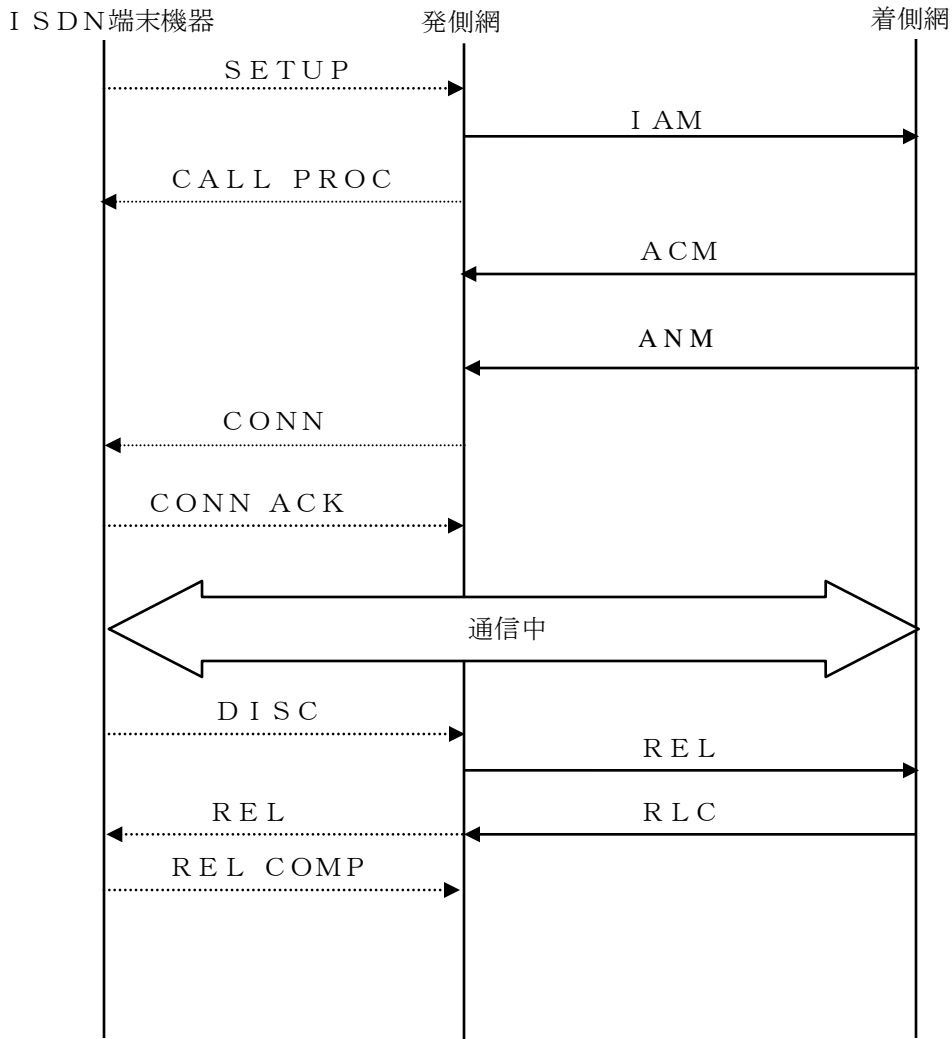 ＩＳＤＮ端末機器
発側網
着側網
ＳＥＴＵＰ
ＩＡＭ
ＣＡＬＬ ＰＲＯＣ
ＡＣＭ
ＡＮＭ
ＣＯＮＮ
ＣＯＮＮ ＡＣＫ
通信中
ＤＩＳＣ
ＲＥＬ
ＲＥＬ
ＲＬＣ
ＲＥＬ ＣＯＭＰ